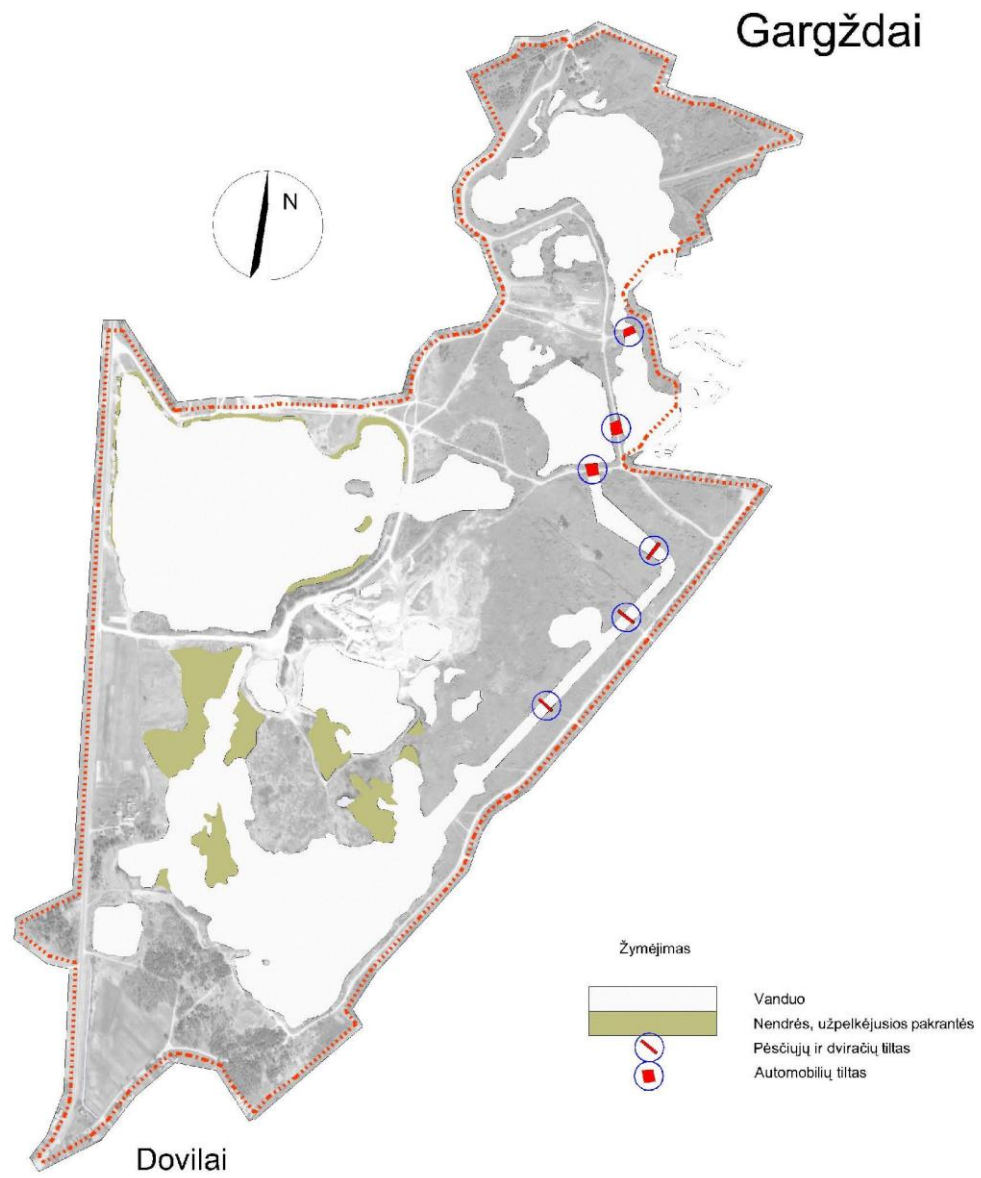 Gargždai
N
Žymėjimas
Vanduo
Nendrės, užpelkėjusios pakrantės
Pėsčiųjų ir dviračių tiltas
Automobilių tiltas
Dovilai